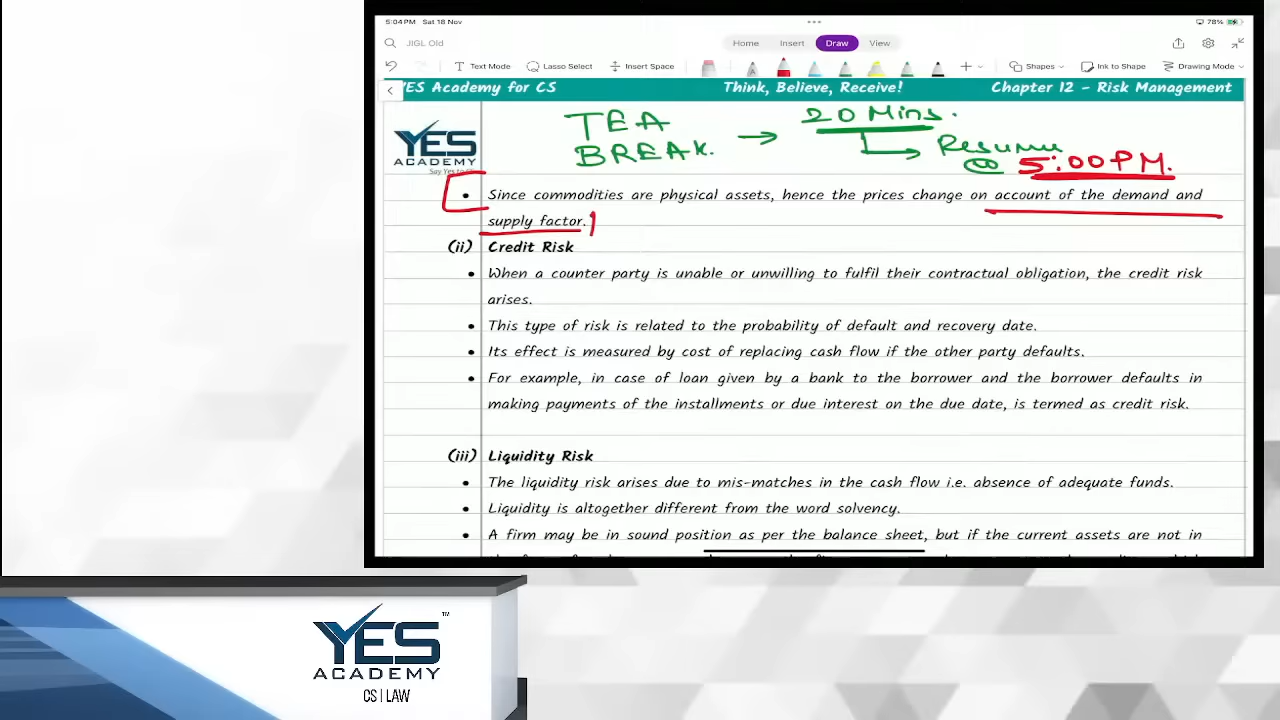 5:04 PM Sat 18 Nov
78%
JIGL Old
Home Insert Draw View
Text Mode Lasso Select Insert Space Shapes Ink to Shape Drawing Mode
YES Academy for CS Think, Believe, Receive! Chapter 12 - Risk Management
TEA
BREAK. → 20 Mins.
Resume
@ 5:00PM.
YES
ACADEMY
Say Yes to
• Since commodities are physical assets, hence the prices change on account of the demand and
supply factor.
(ii) Credit Risk
• When a counter party is unable or unwilling to fulfil their contractual obligation, the credit risk
arises.
• This type of risk is related to the probability of default and recovery date.
• Its effect is measured by cost of replacing cash flow if the other party defaults.
• For example, in case of loan given by a bank to the borrower and the borrower defaults in
making payments of the installments or due interest on the due date, is termed as credit risk.
(iii) Liquidity Risk
• The liquidity risk arises due to mis-matches in the cash flow i.e. absence of adequate funds.
• Liquidity is altogether different from the word solvency.
• A firm may be in sound position as per the balance sheet, but if the current assets are not in
YES ™
ACADEMY
CS | LAW